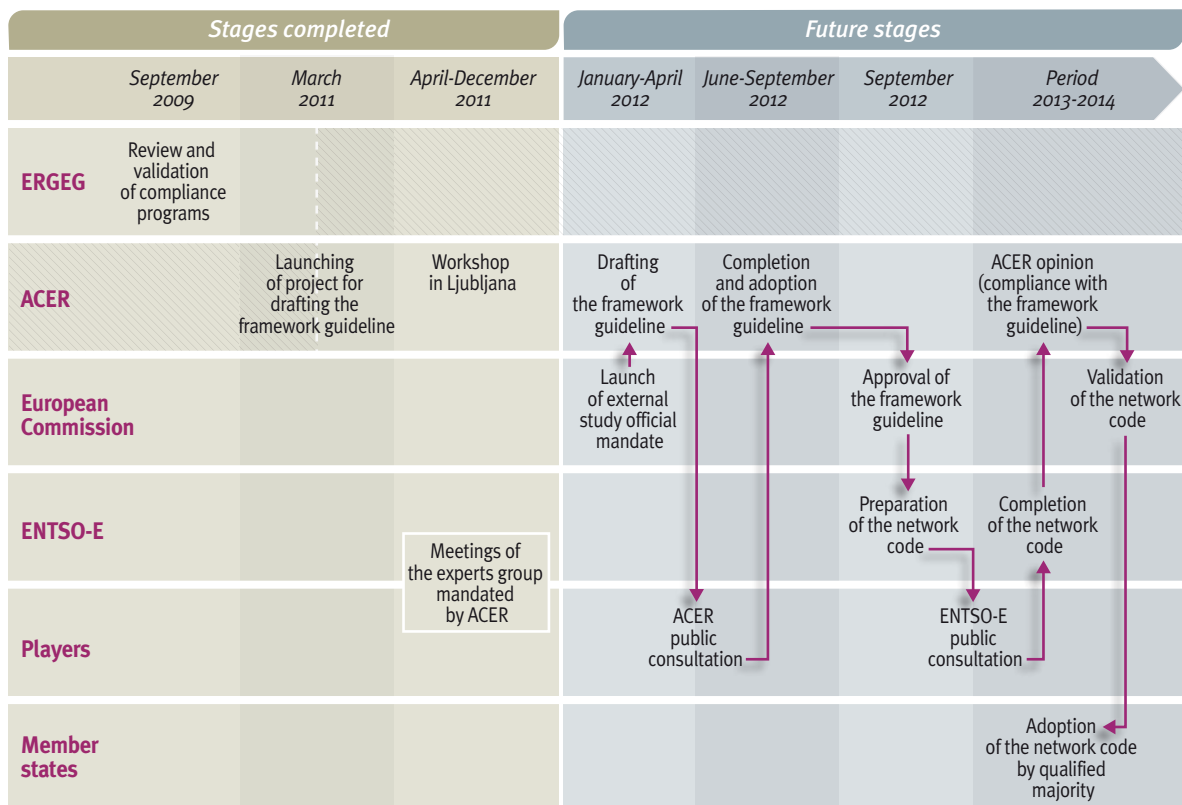 Stages completed
Future stages
September
2009
March
2011
April-December
2011
January-April
2012
June-September
2012
September
2012
Period
2013-2014
ERGEG
Review and
validation
of compliance
programs
ACER
Launching
of project for
drafting the
framework guideline
Workshop
in Ljubljana
Drafting
of
the framework
guideline
Completion
and adoption
of the framework
guideline
ACER opinion
(compliance with
the framework
guideline)
European
Commission
Launch
of external
study official
mandate
Approval of
the framework
guideline
Validation
of the network
code
ENTSO-E
Meetings of
the experts group
mandated
by ACER
Preparation
of the network
code
Completion
of the network
code
Players
ACER
public
consultation
ENTSO-E
public
consultation
Member
states
Adoption
of the network code
by qualified
majority